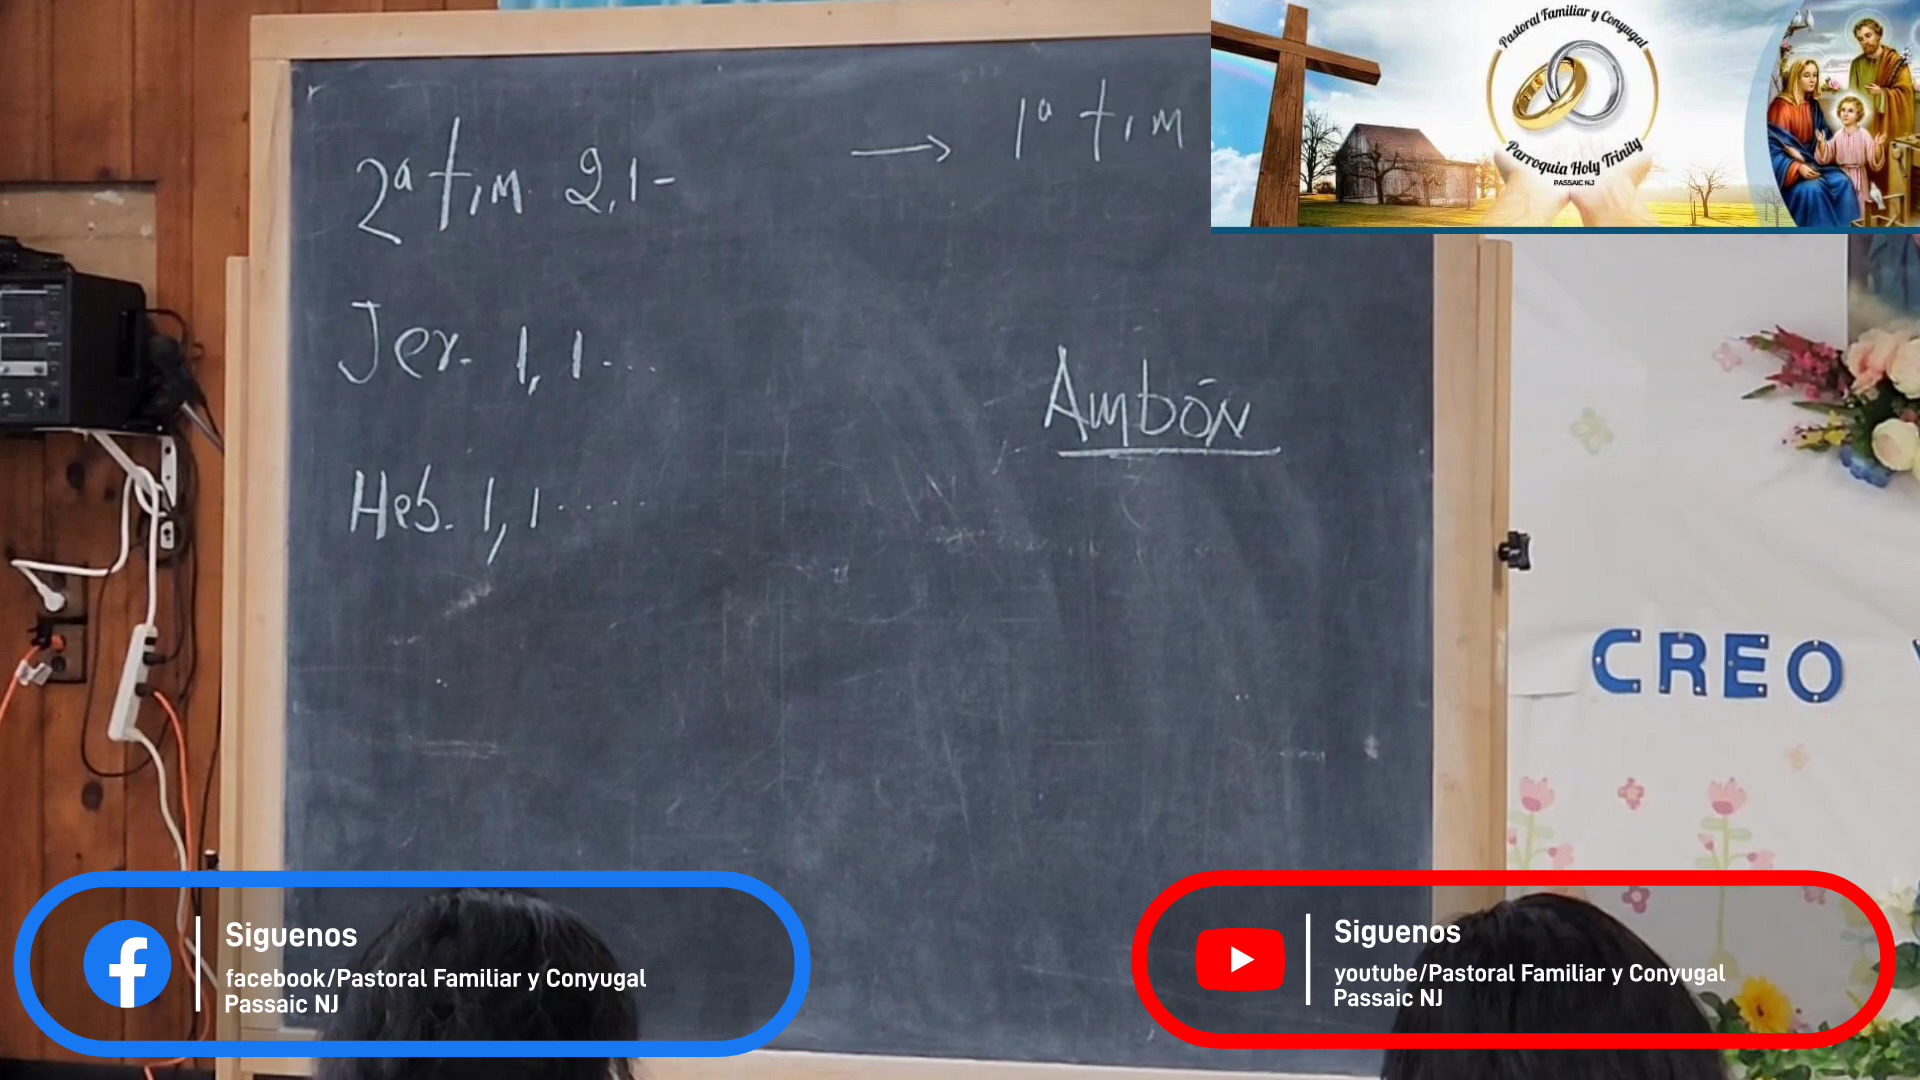 2ª tim. 2,1-
→ 1ª tim
Jer. 1,1...
Ambón
Heb. 1,1.....
Pastoral Familiar y Conyugal
Parroquia Holy Trinity
PASSAIC NJ
CREO
Siguenos
facebook/Pastoral Familiar y Conyugal
Passaic NJ
Siguenos
youtube/Pastoral Familiar y Conyugal
Passaic NJ